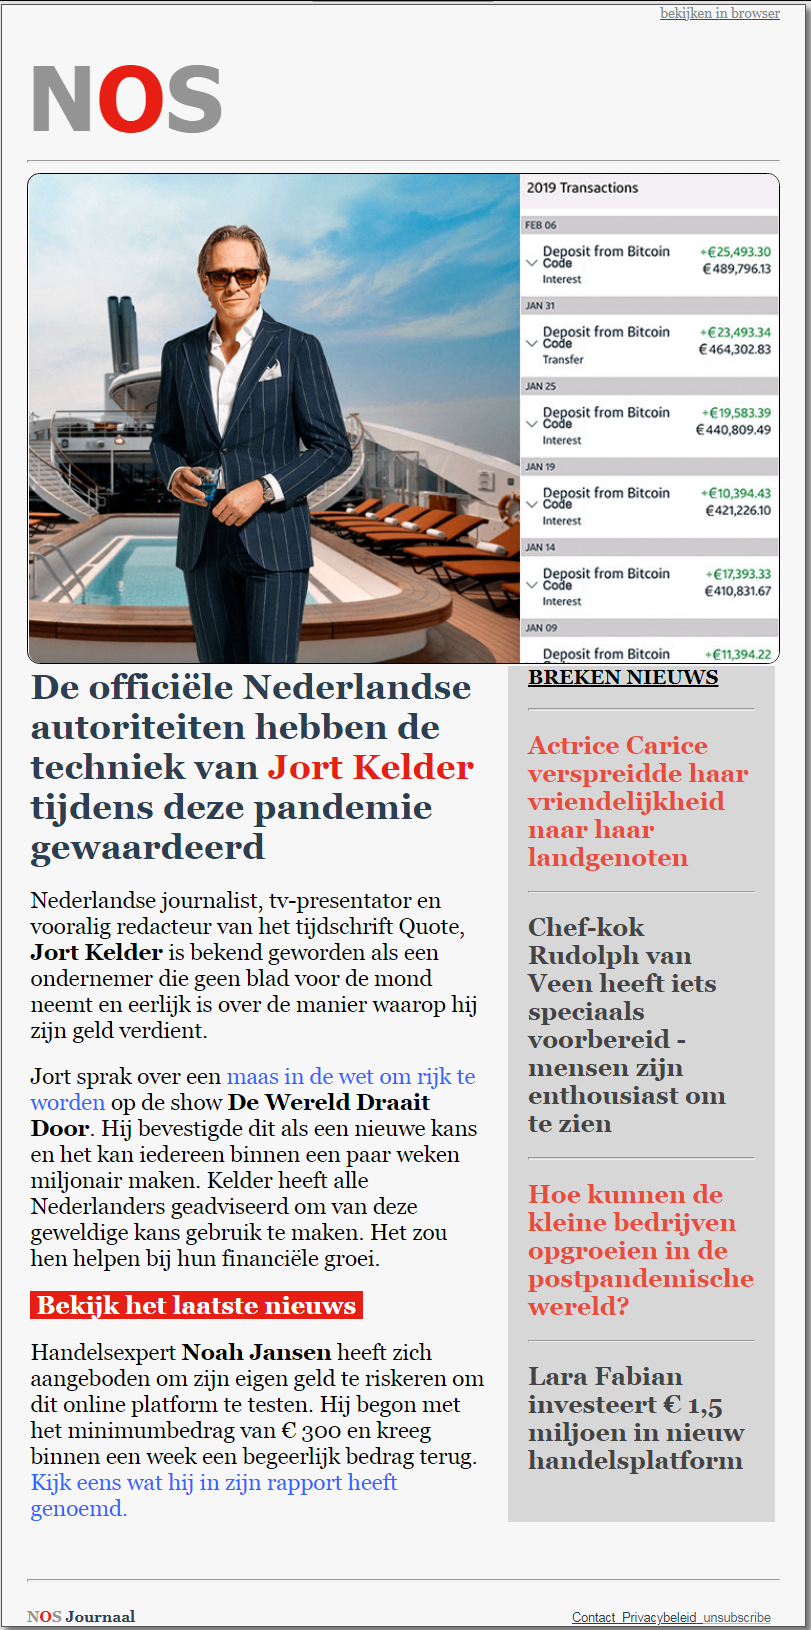 bekijken in browser
NOS
2019 Transactions
FEB 06
Deposit from Bitcoin +€25,493.30
Code €489,796.13
Interest
JAN 31
Deposit from Bitcoin +€23,493.34
Code €464,302.83
Transfer
JAN 25
Deposit from Bitcoin +€19,583.39
Code €440,809.49
Interest
JAN 19
Deposit from Bitcoin +€10,394.43
Code €421,226.10
Interest
JAN 14
Deposit from Bitcoin +€17,393.33
Code €410,831.67
Interest
JAN 09
Deposit from Bitcoin +€11,394.22
De officiële Nederlandse
autoriteiten hebben de
techniek van Jort Kelder
tijdens deze pandemie
gewaardeerd
Nederlandse journalist, tv-presentator en
vooralig redacteur van het tijdschrift Quote,
Jort Kelder is bekend geworden als een
ondernemer die geen blad voor de mond
neemt en eerlijk is over de manier waarop hij
zijn geld verdient.
Jort sprak over een maas in de wet om rijk te
worden op de show De Wereld Draait
Door. Hij bevestigde dit als een nieuwe kans
en het kan iedereen binnen een paar weken
miljonair maken. Kelder heeft alle
Nederlanders geadviseerd om van deze
geweldige kans gebruik te maken. Het zou
hen helpen bij hun financiële groei.
Bekijk het laatste nieuws
Handelsexpert Noah Jansen heeft zich
aangeboden om zijn eigen geld te riskeren om
dit online platform te testen. Hij begon met
het minimumbedrag van € 300 en kreeg
binnen een week een begeerlijk bedrag terug.
Kijk eens wat hij in zijn rapport heeft
genoemd.
BREKEN NIEUWS
Actrice Carice
verspreidde haar
vriendelijkheid
naar haar
landgenoten
Chef-kok
Rudolph van
Veen heeft iets
speciaals
voorbereid -
mensen zijn
enthousiast om
te zien
Hoe kunnen de
kleine bedrijven
opgroeien in de
postpandemische
wereld?
Lara Fabian
investeert € 1,5
miljoen in nieuw
handelsplatform
NOS Journaal
Contact Privacybeleid unsubscribe